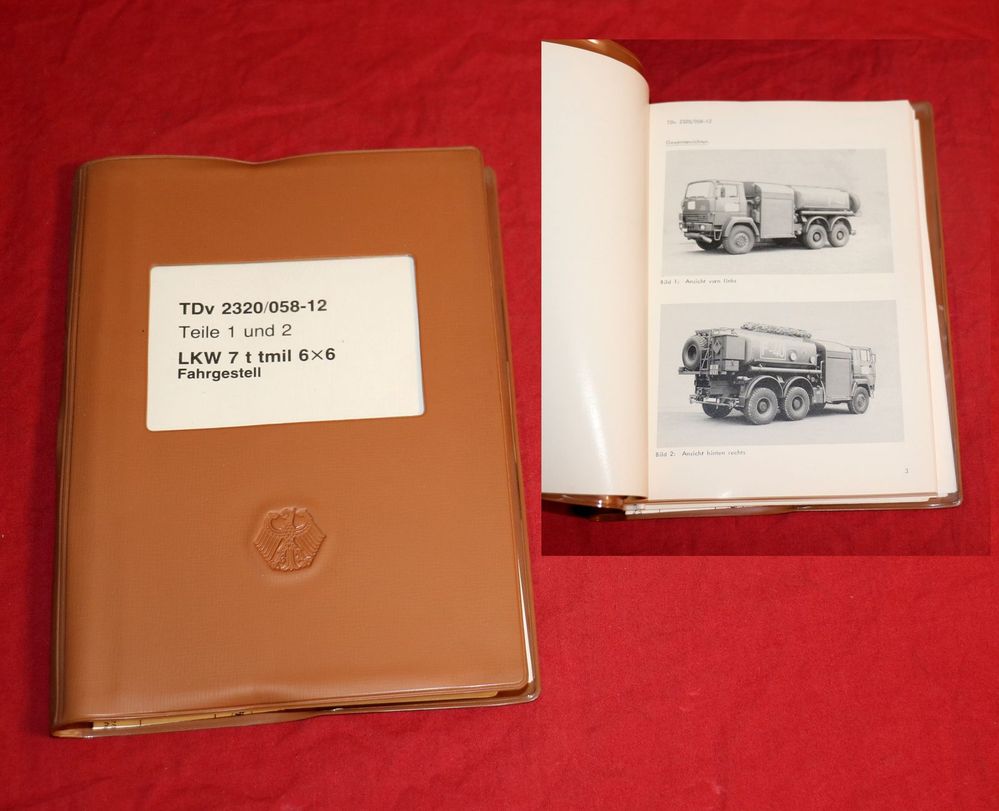 TDv 2320/058-12
Teile 1 und 2
LKW 7 t tmil 6×6
Fahrgestell
TDv 2320/058-12
Bild 1: Ansicht vorn links
Bild 2: Ansicht hinten rechts
3